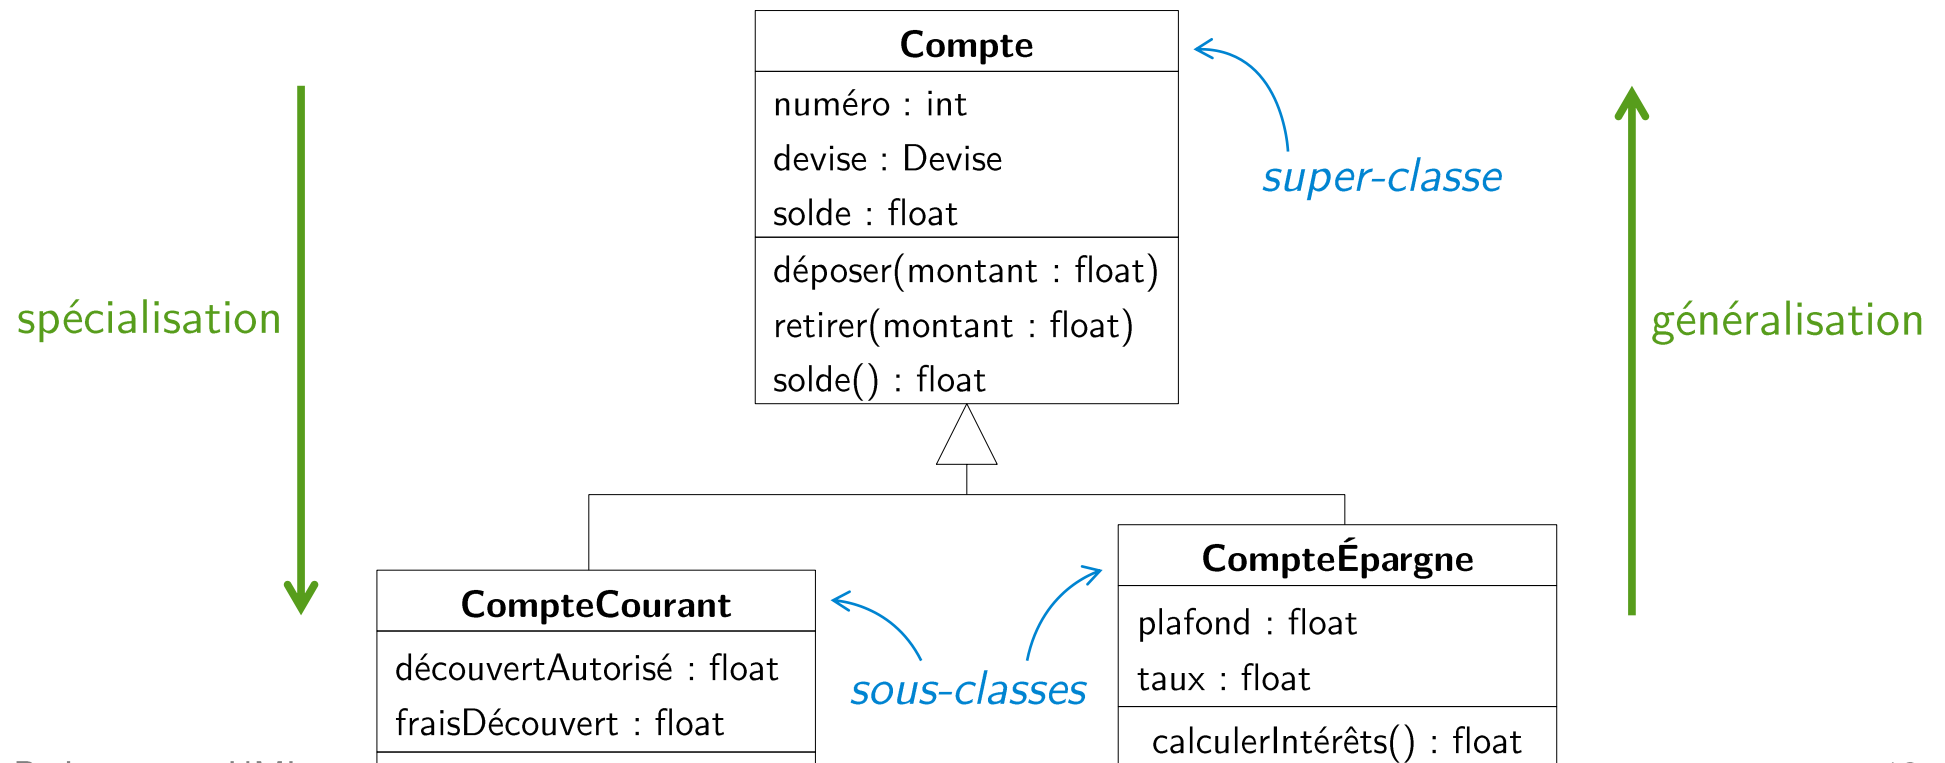 Compte
numéro : int
devise : Devise
solde : float
déposer(montant : float)
retirer(montant : float)
solde() : float
super-classe
spécialisation
généralisation
CompteCourant
découvertAutorisé : float
fraisDécouvert : float
sous-classes
CompteÉpargne
plafond : float
taux : float
calculerIntérêts() : float